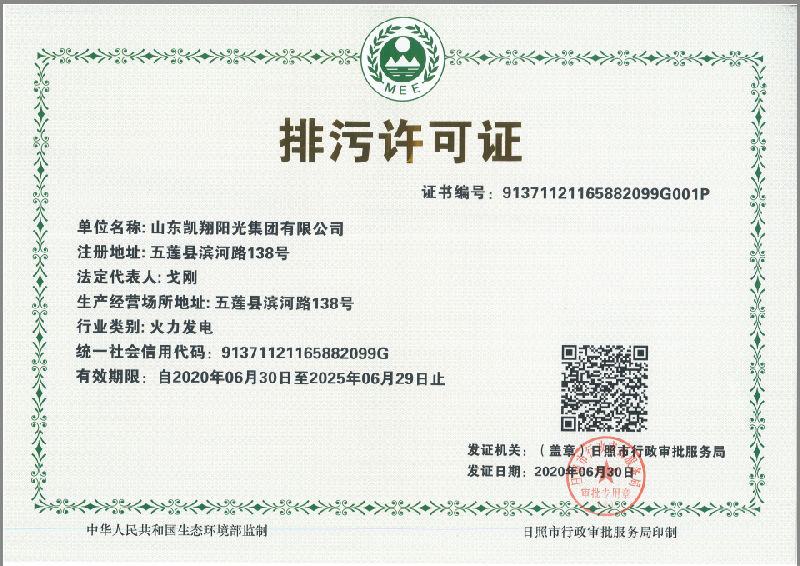 MEE
排污许可证
证书编号：91371121165882099G001P
单位名称: 山东凯翔阳光集团有限公司
注册地址: 五莲县滨河路138号
法定代表人: 戈刚
生产经营场所地址: 五莲县滨河路138号
行业类别: 火力发电
统一社会信用代码：91371121165882099G
有效期限：自2020年06月30日至2025年06月29日止
发证机关：（盖章）日照市行政审批服务局
发证日期：2020年06月30日
审批专用章
中华人民共和国生态环境部监制
日照市行政审批服务局印制